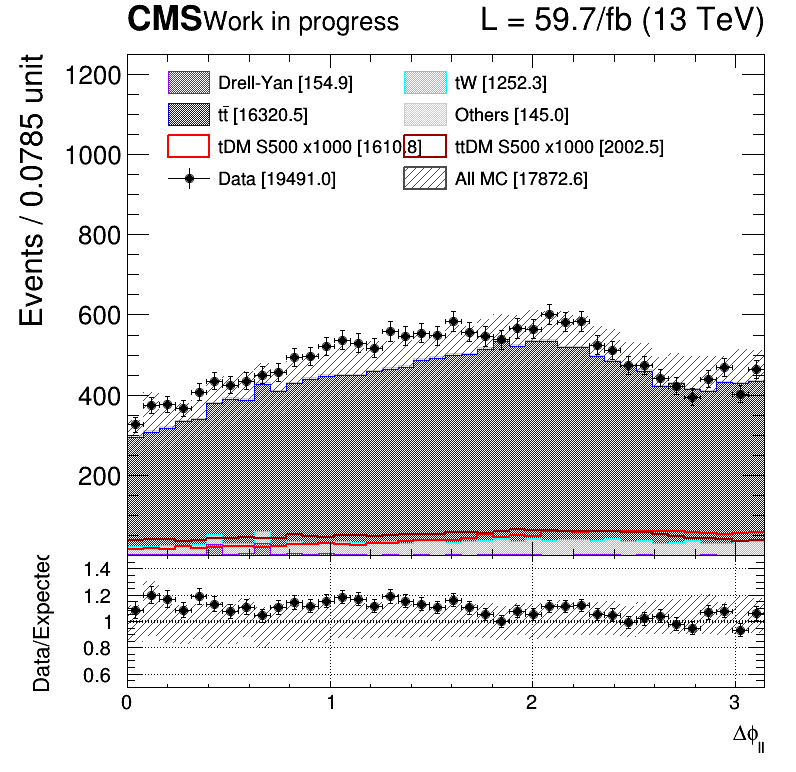 CMS Work in progress L = 59.7/fb (13 TeV)
Events / 0.0785 unit
1200
1000
800
600
400
200
Drell-Yan [154.9] tW [1252.3]
tt̄ [16320.5] Others [145.0]
tDM S500 x1000 [1610.8] ttDM S500 x1000 [2002.5]
Data [19491.0] All MC [17872.6]
Data/Expected
1.4
1.2
1
0.8
0.6
0 1 2 3
Δϕll